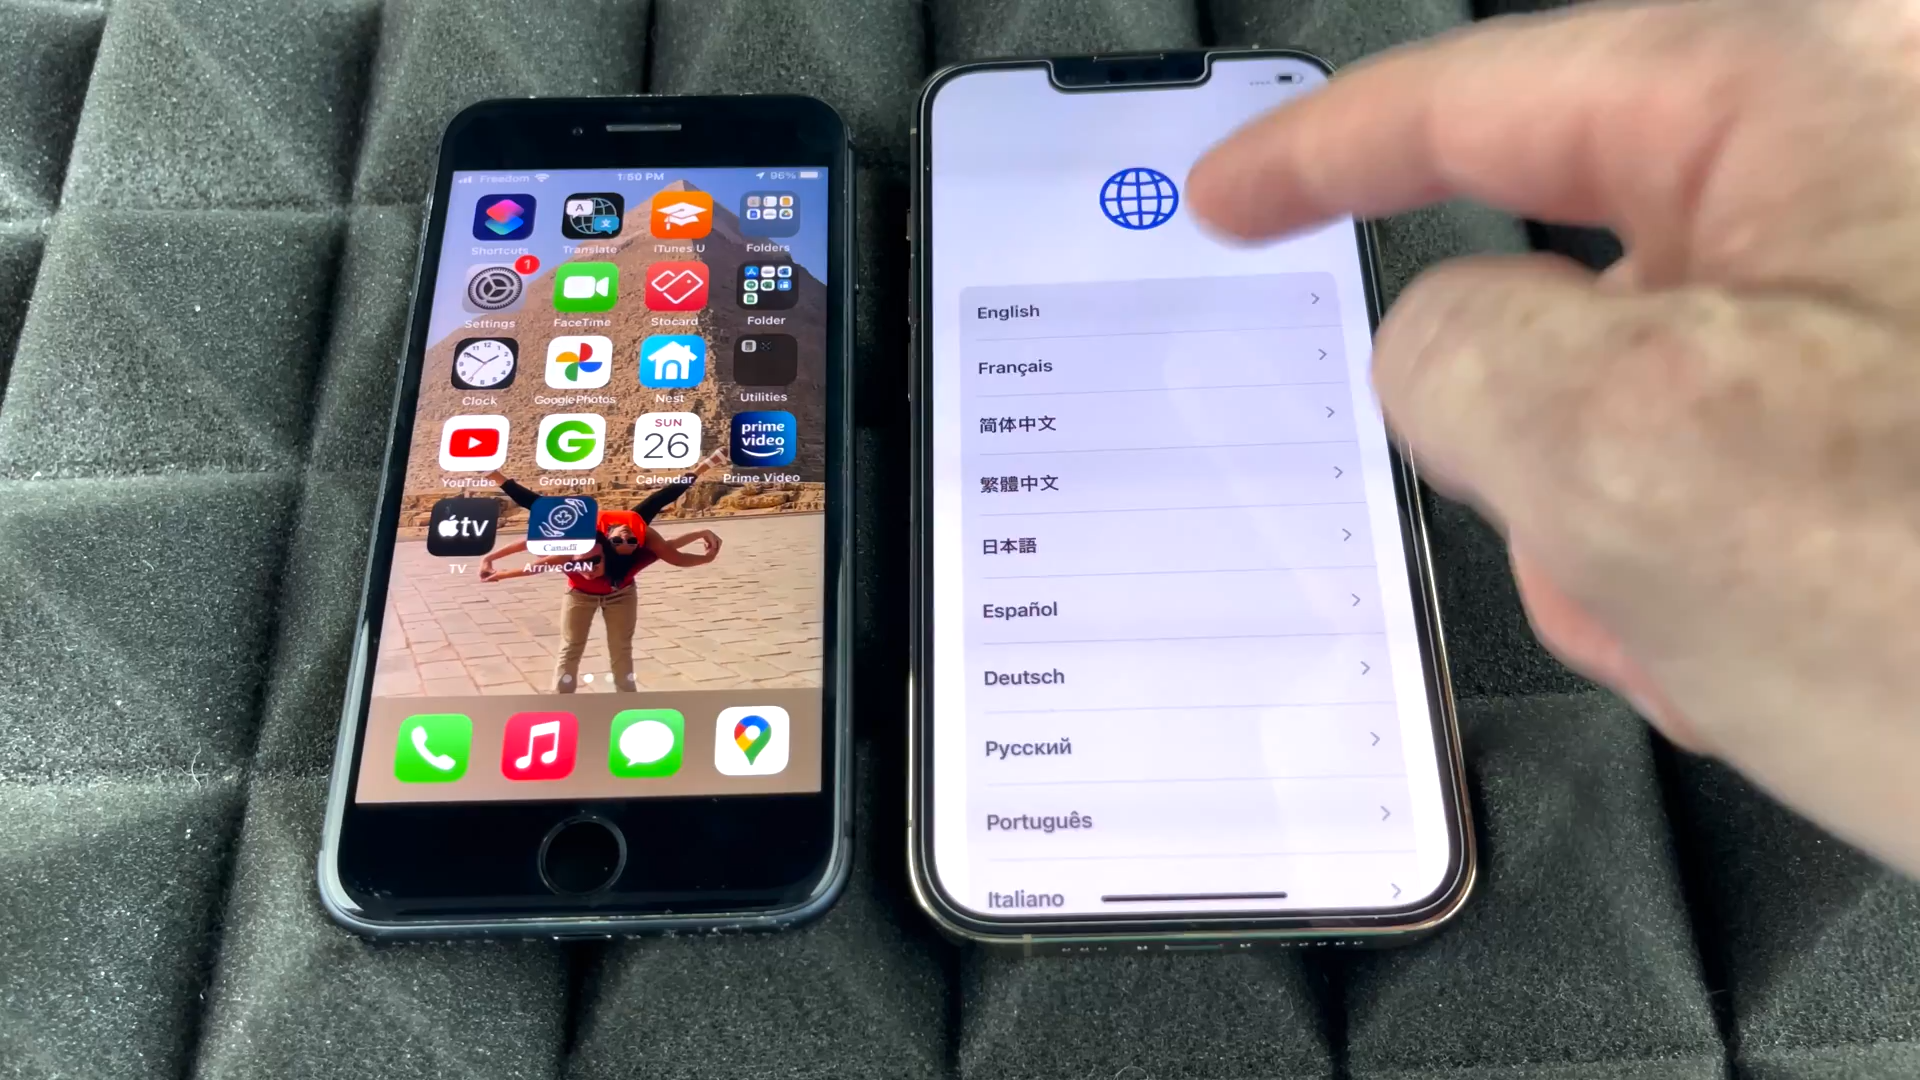 Freedom 1:50 PM 96%
Shortcuts Translate iTunes U Folders
1
Settings FaceTime Stocard Folder
Clock Google Photos Nest Utilities
SUN
26
prime
video
YouTube Groupon Calendar Prime Video
tv
Canada
TV ArriveCAN
English
Français
简体中文
繁體中文
日本語
Español
Deutsch
Русский
Português
Italiano